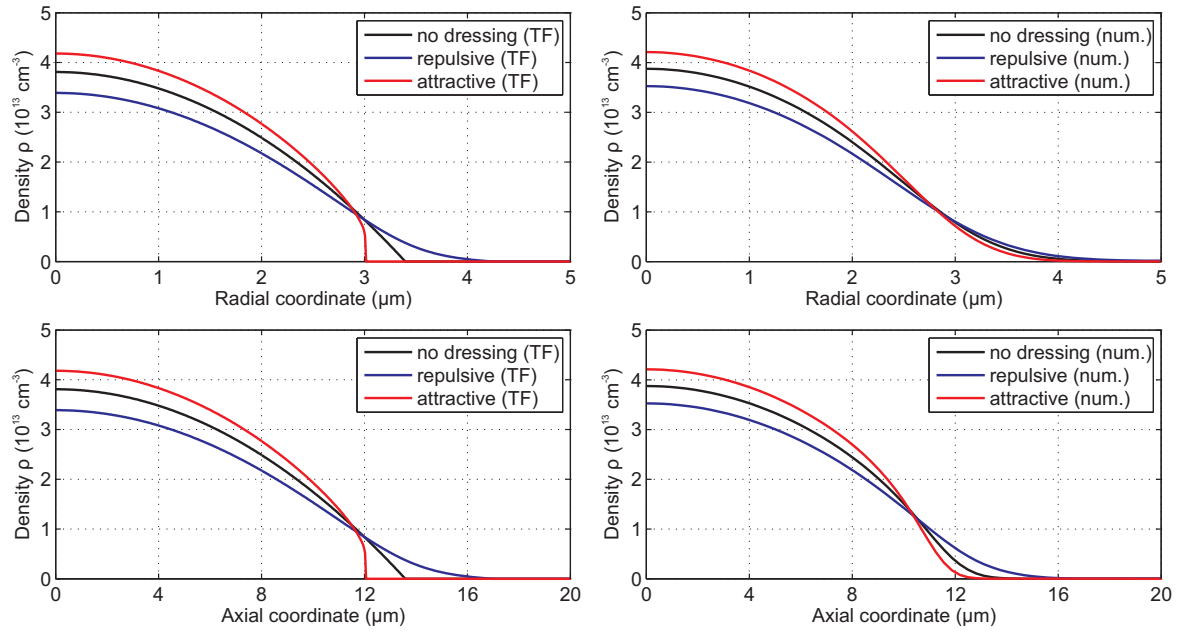 5
4
3
2
1
0
Density ρ (10¹³ cm⁻³)
no dressing (TF)
repulsive (TF)
attractive (TF)
0 1 2 3 4 5
Radial coordinate (μm)
5
4
3
2
1
0
Density ρ (10¹³ cm⁻³)
no dressing (num.)
repulsive (num.)
attractive (num.)
0 1 2 3 4 5
Radial coordinate (μm)
5
4
3
2
1
0
Density ρ (10¹³ cm⁻³)
no dressing (TF)
repulsive (TF)
attractive (TF)
0 4 8 12 16 20
Axial coordinate (μm)
5
4
3
2
1
0
Density ρ (10¹³ cm⁻³)
no dressing (num.)
repulsive (num.)
attractive (num.)
0 4 8 12 16 20
Axial coordinate (μm)